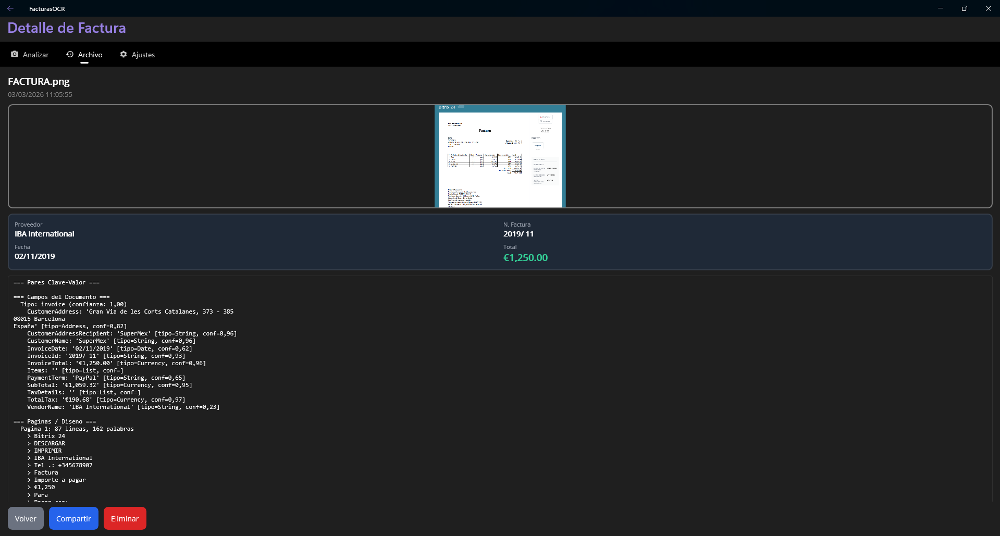 FacturasOCR
Detalle de Factura
Analizar
Archivo
Ajustes
FACTURA.png
03/03/2026 11:05:55
Bitrix 24
Factura
€1,250
Proveedor
IBA International
N. Factura
2019/ 11
Fecha
02/11/2019
Total
€1,250.00
=== Pares Clave-Valor ===
=== Campos del Documento ===
Tipo: invoice (confianza: 1,00)
CustomerAddress: 'Gran Via de les Corts Catalanes, 373 - 385
08015 Barcelona
España' [tipo=Address, conf=0,82]
CustomerAddressRecipient: 'SuperMex' [tipo=String, conf=0,96]
CustomerName: 'SuperMex' [tipo=String, conf=0,96]
InvoiceDate: '02/11/2019' [tipo=Date, conf=0,62]
InvoiceId: '2019/ 11' [tipo=String, conf=0,93]
InvoiceTotal: '€1,250.00' [tipo=Currency, conf=0,96]
Items: '' [tipo=List, conf=]
PaymentTerm: 'PayPal' [tipo=String, conf=0,65]
SubTotal: '€1,059.32' [tipo=Currency, conf=0,95]
TaxDetails: '' [tipo=List, conf=]
TotalTax: '€190.68' [tipo=Currency, conf=0,97]
VendorName: 'IBA International' [tipo=String, conf=0,23]
=== Paginas / Diseno ===
Pagina 1: 87 lineas, 162 palabras
> Bitrix 24
> DESCARGAR
> IMPRIMIR
> IBA International
> Tel .: +345678907
> Factura
> Importe a pagar
> €1,250
> Para
Volver
Compartir
Eliminar